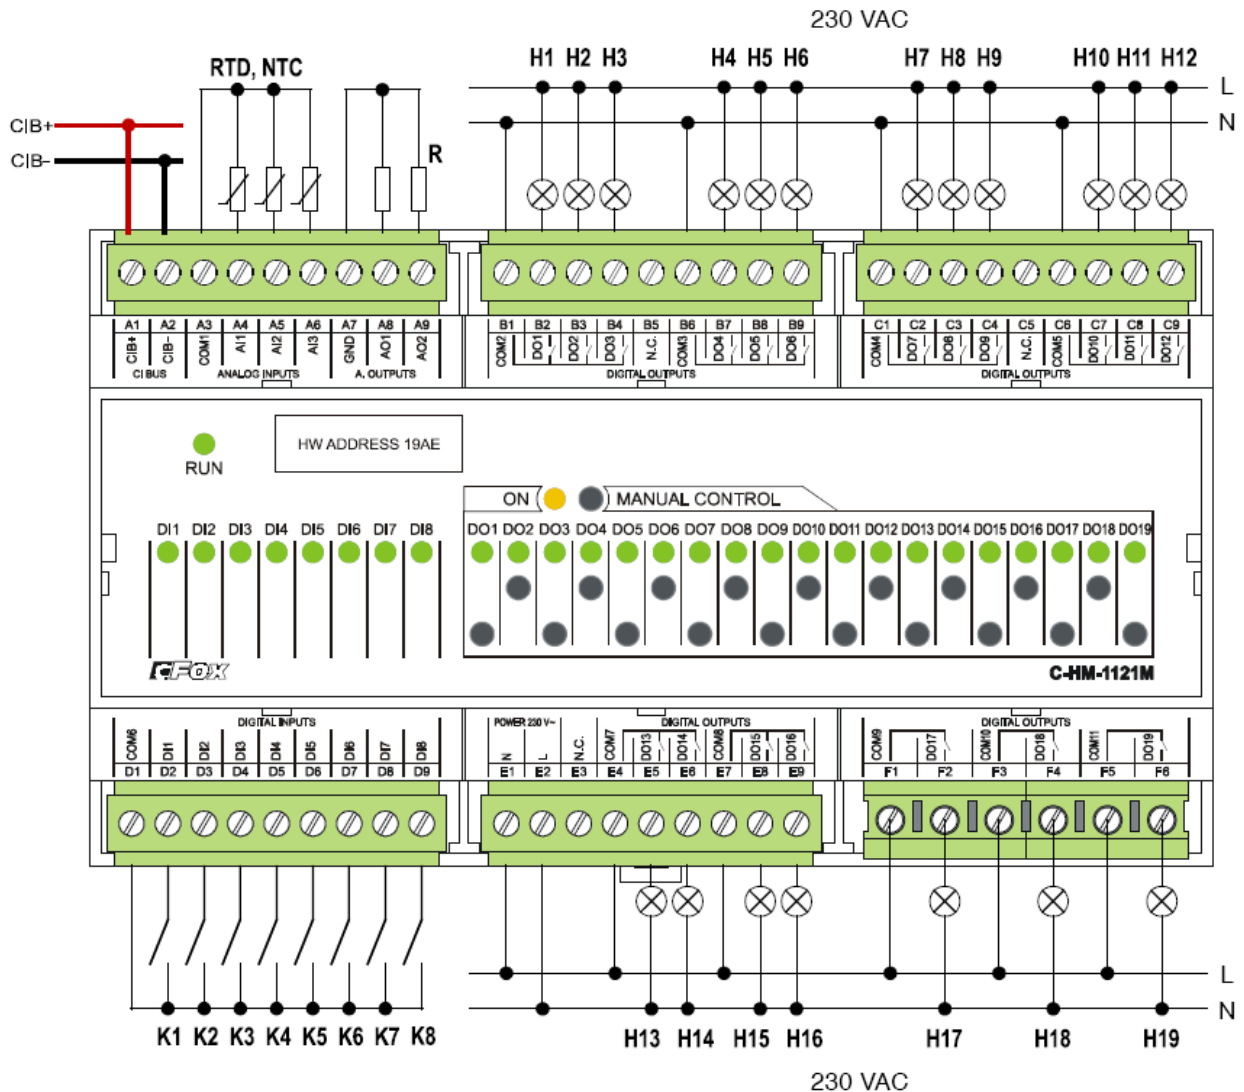 230 VAC
H1 H2 H3 H4 H5 H6 H7 H8 H9 H10 H11 H12
RTD, NTC
L
CIB+
N
CIB-
R
A1 A2 A3 A4 A5 A6 A7 A8 A9 B1 B2 B3 B4 B5 B6 B7 B8 B9 C1 C2 C3 C4 C5 C6 C7 C8 C9
CIB+ CIB- COM1 AI1 AI2 AI3 GND AO1 AO2 COM2 DO1 DO2 DO3 N.C. COM3 DO4 DO5 DO6 COM4 DO7 DO8 DO9 N.C. COM5 DO10 DO11 DO12
CI BUS ANALOG INPUTS A. OUTPUTS DIGITAL OUTPUTS DIGITAL OUTPUTS
HW ADDRESS 19AE
RUN
ON MANUAL CONTROL
DI1 DI2 DI3 DI4 DI5 DI6 DI7 DI8 DO1 DO2 DO3 DO4 DO5 DO6 DO7 DO8 DO9 DO10 DO11 DO12 DO13 DO14 DO15 DO16 DO17 DO18 DO19
CFox C-HM-1121M
DIGITAL INPUTS POWER 230 V~ DIGITAL OUTPUTS DIGITAL OUTPUTS
COM6 DI1 DI2 DI3 DI4 DI5 DI6 DI7 DI8 N L N.C. COM7 DO13 DO14 COM8 DO15 DO16 COM9 DO17 COM10 DO18 COM11 DO19
D1 D2 D3 D4 D5 D6 D7 D8 D9 E1 E2 E3 E4 E5 E6 E7 E8 E9 F1 F2 F3 F4 F5 F6
L
N
K1 K2 K3 K4 K5 K6 K7 K8 H13 H14 H15 H16 H17 H18 H19
230 VAC